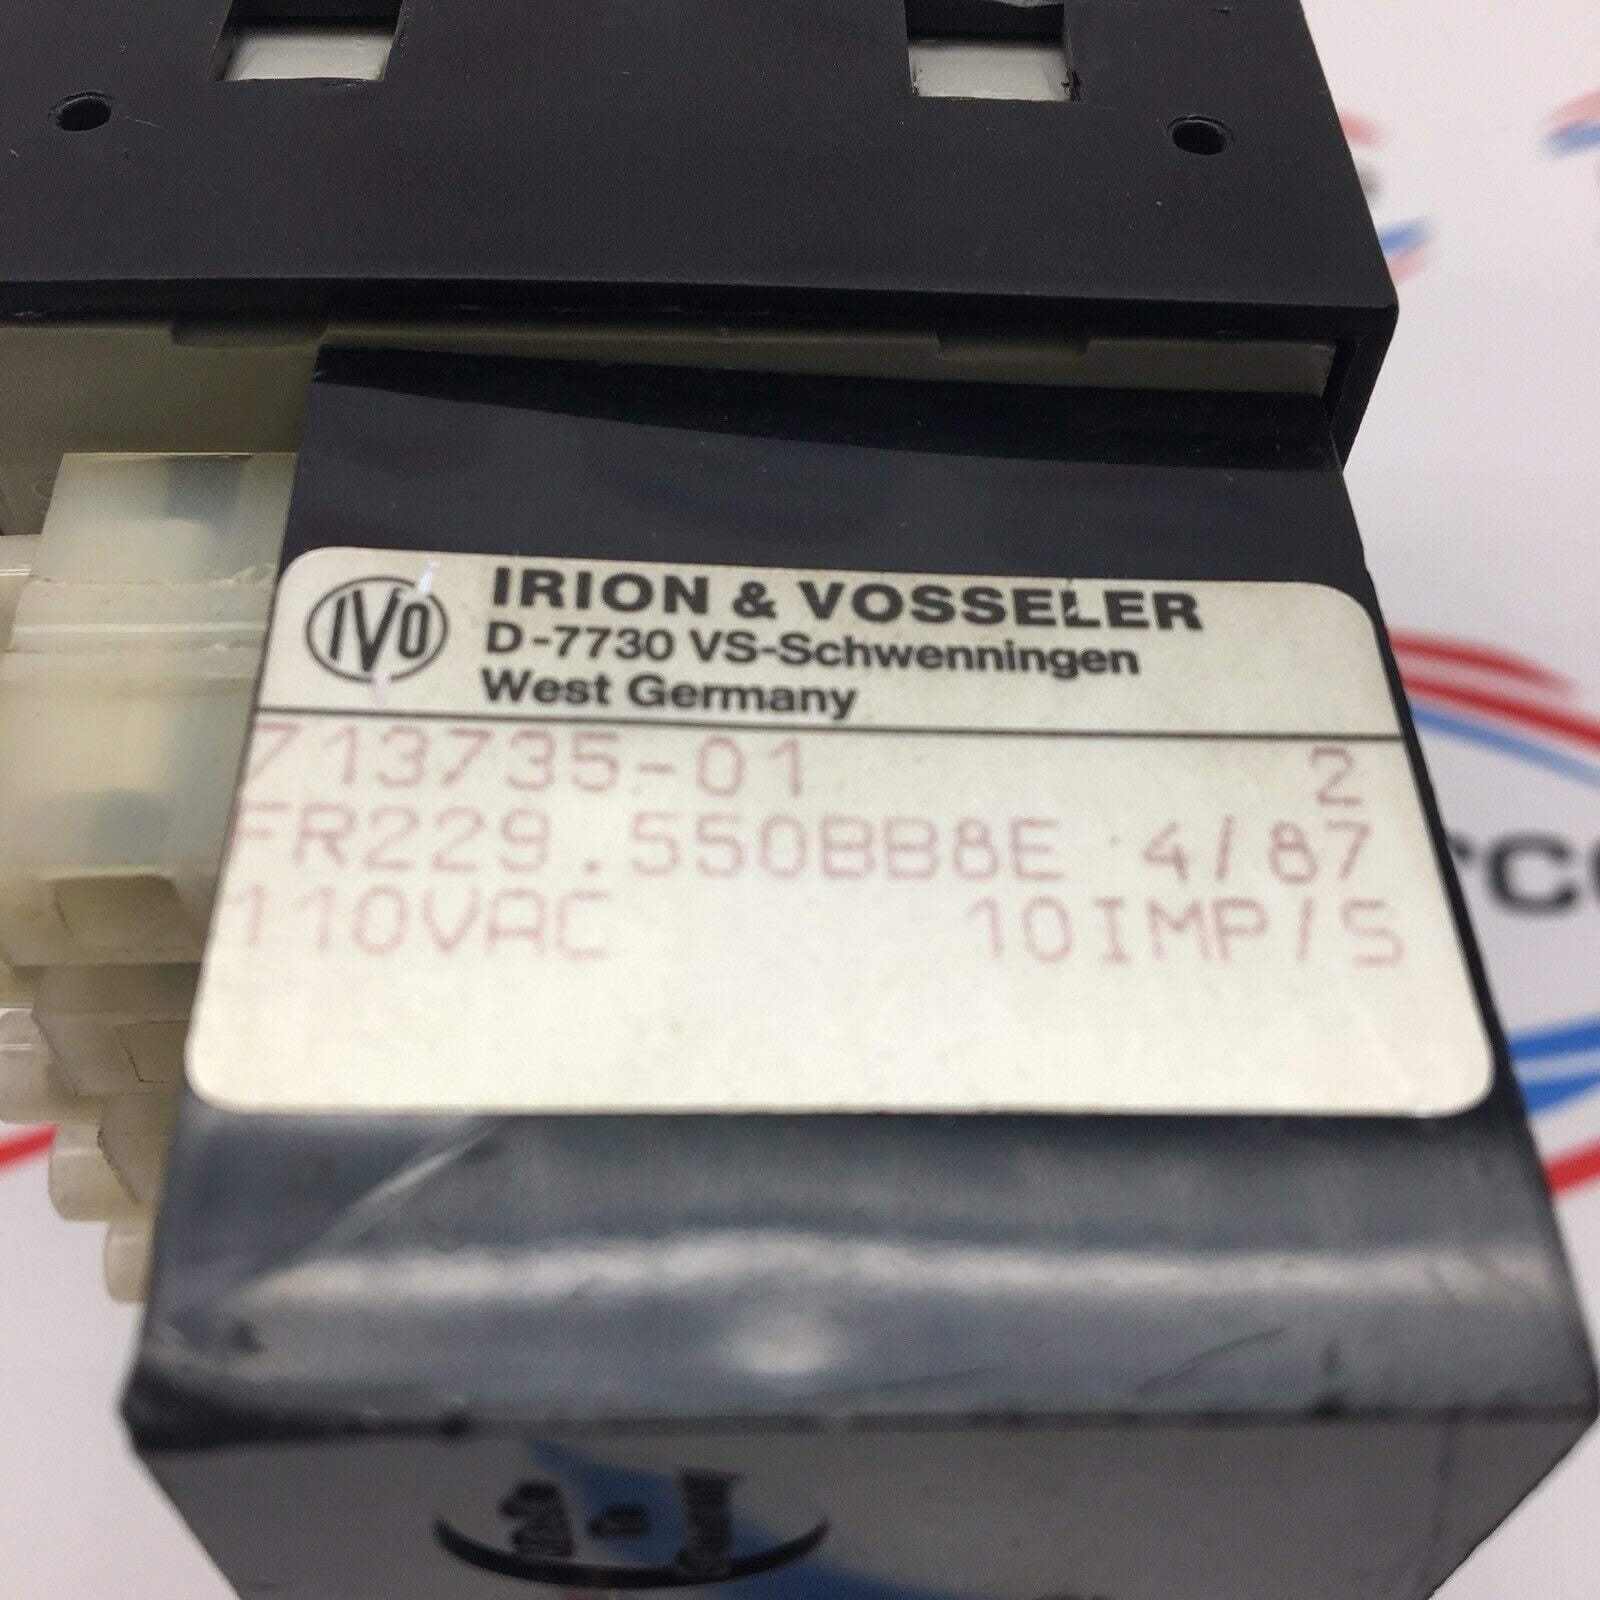 IVO
IRION & VOSSELER
D-7730 VS-Schwenningen
West Germany
713735-01 2
FR229.550BB8E 4/87
110VAC 10IMP/S